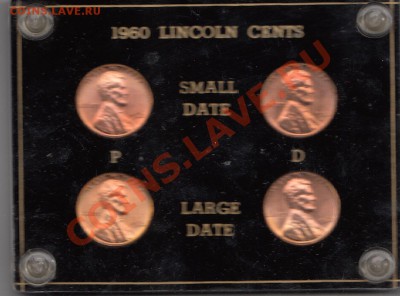 COINS.LAVE.RU
1960 LINCOLN CENTS
SMALL
DATE
P D
LARGE
DATE
COINS.LAVE.RU